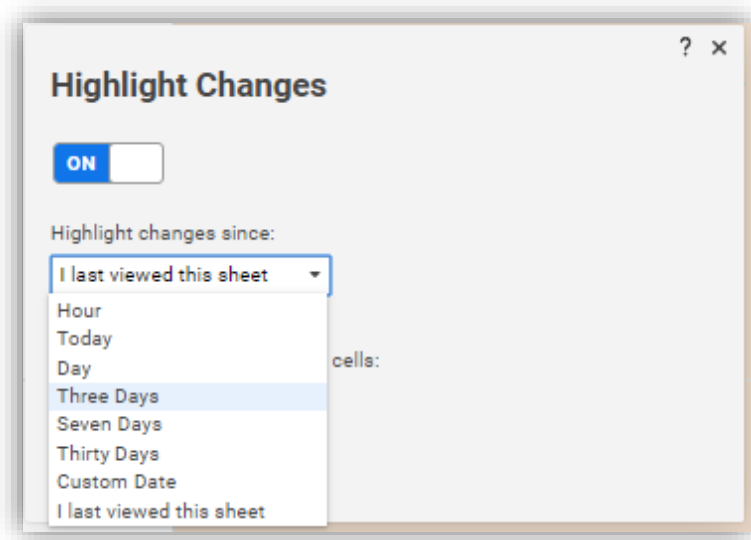 ? ×
Highlight Changes
ON
Highlight changes since:
I last viewed this sheet
Hour
Today
Day
cells:
Three Days
Seven Days
Thirty Days
Custom Date
I last viewed this sheet